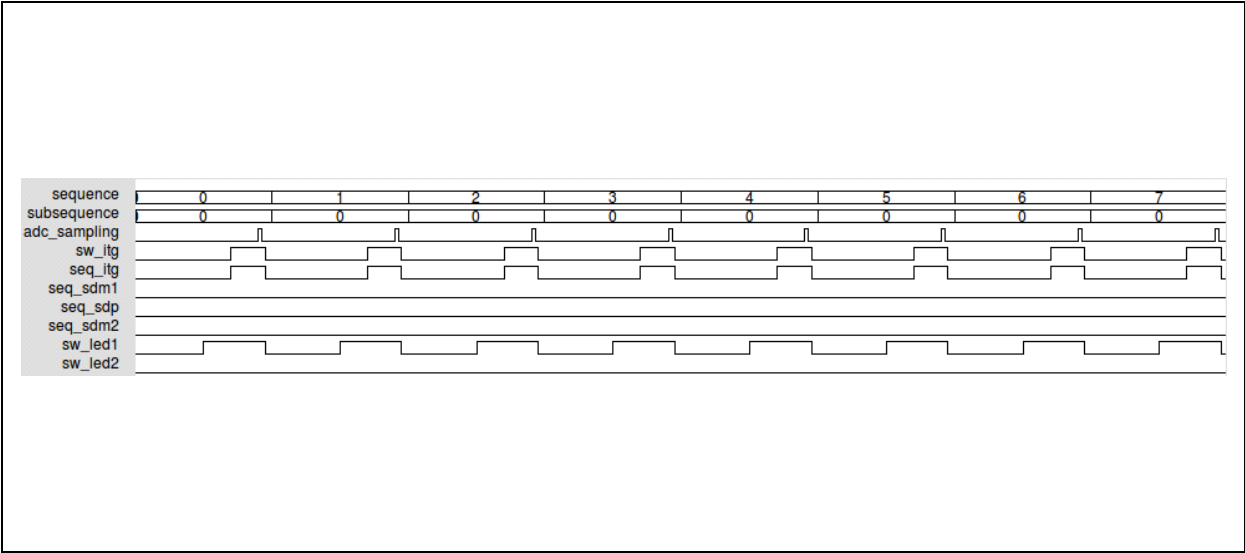 sequence 0 1 2 3 4 5 6 7
subsequence 0 0 0 0 0 0 0 0
adc_sampling
sw_itg
seq_itg
seq_sdm1
seq_sdp
seq_sdm2
sw_led1
sw_led2